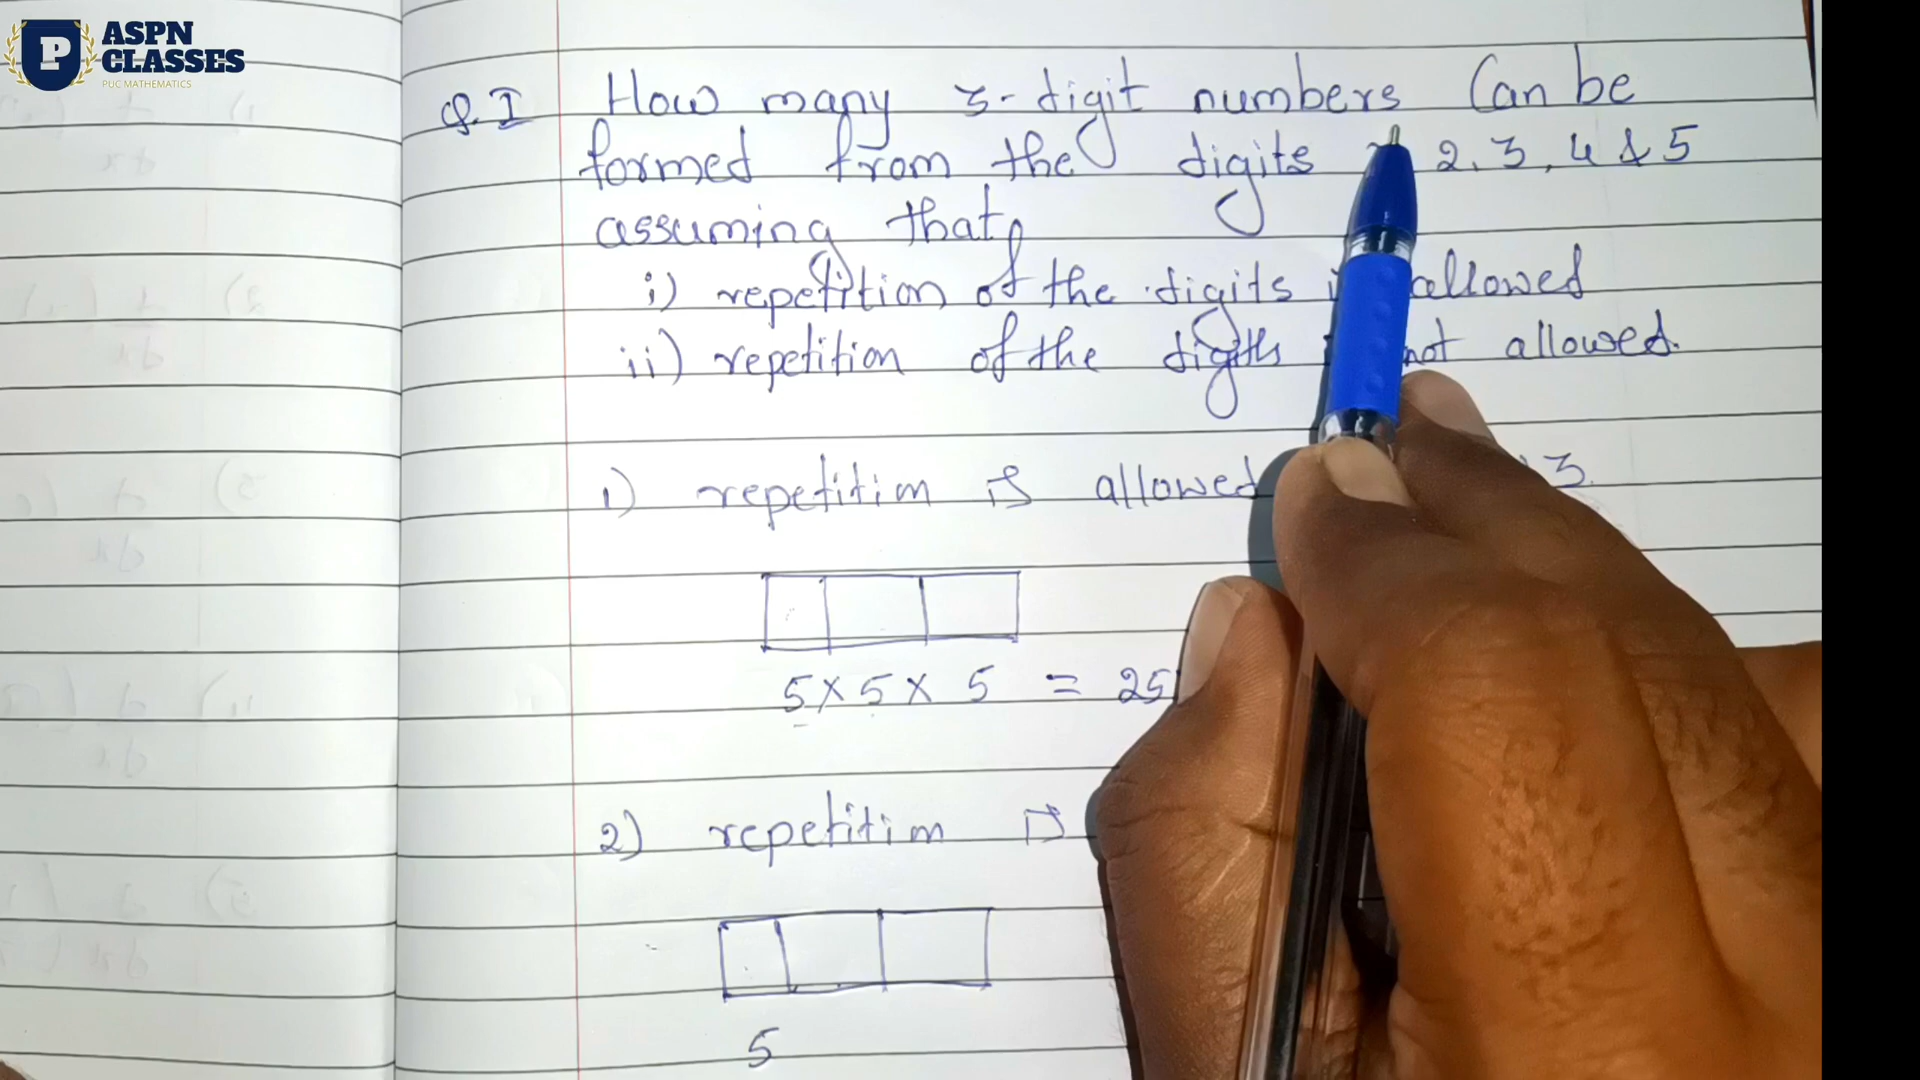 ASPN
CLASSES
PUC MATHEMATICS
Q.I How many 3-digit numbers Can be
formed from the digits 2, 3, 4 & 5
assuming that,
i) repetition of the digits allowed
ii) repetition of the digits not allowed.
1) repetition is allowed 3.
5 × 5 × 5 = 25
2) repetition is
5